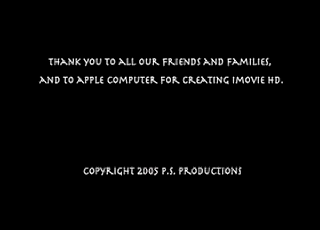 THANK YOU TO ALL OUR FRIENDS AND FAMILIES,
AND TO APPLE COMPUTER FOR CREATING IMOVIE HD.
COPYRIGHT 2005 P.S. PRODUCTIONS